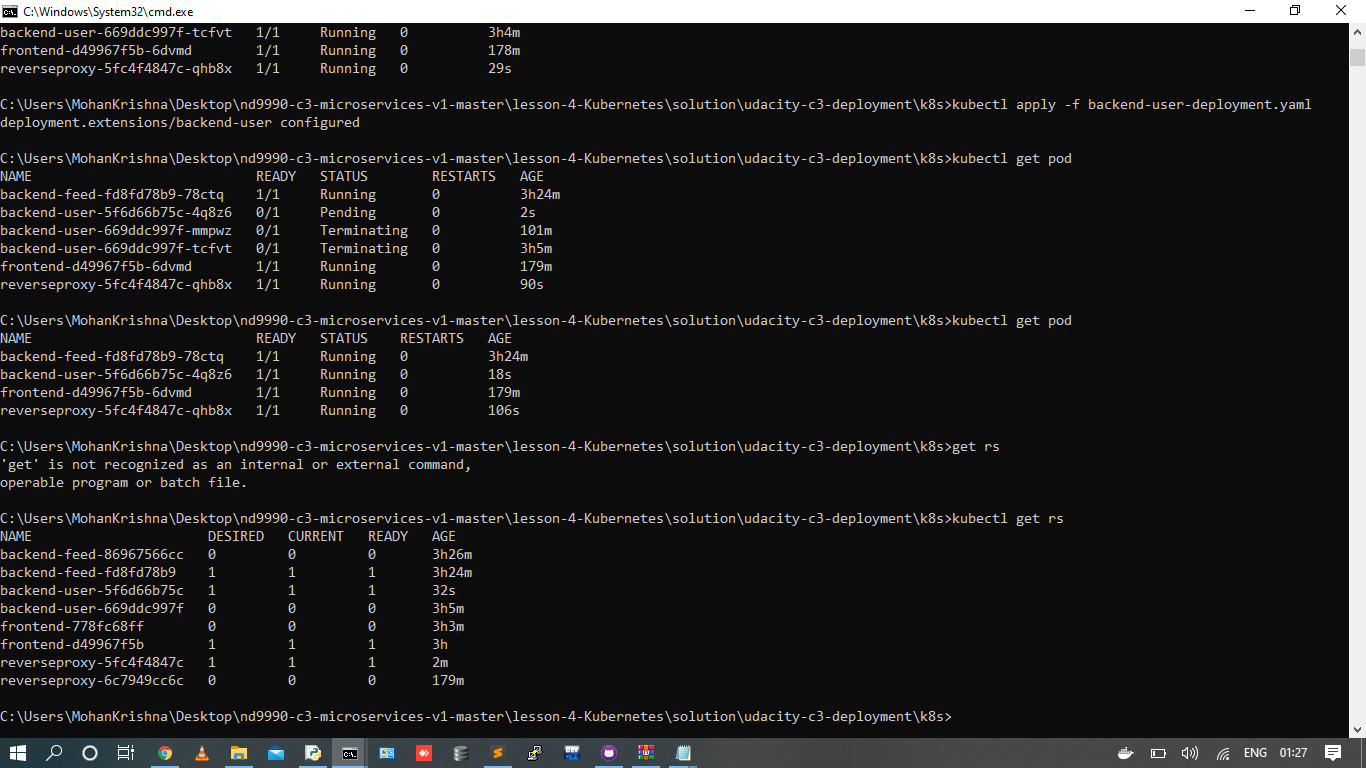 C:\Windows\System32\cmd.exe
backend-user-669ddc997f-tcfvt   1/1     Running   0          3h4m
frontend-d49967f5b-6dvmd        1/1     Running   0          178m
reverseproxy-5fc4f4847c-qhb8x   1/1     Running   0          29s
C:\Users\MohanKrishna\Desktop\nd9990-c3-microservices-v1-master\lesson-4-Kubernetes\solution\udacity-c3-deployment\k8s>kubectl apply -f backend-user-deployment.yaml
deployment.extensions/backend-user configured
C:\Users\MohanKrishna\Desktop\nd9990-c3-microservices-v1-master\lesson-4-Kubernetes\solution\udacity-c3-deployment\k8s>kubectl get pod
NAME                            READY   STATUS        RESTARTS   AGE
backend-feed-fd8fd78b9-78ctq    1/1     Running       0          3h24m
backend-user-5f6d66b75c-4q8z6   0/1     Pending       0          2s
backend-user-669ddc997f-mmpwz   0/1     Terminating   0          101m
backend-user-669ddc997f-tcfvt   0/1     Terminating   0          3h5m
frontend-d49967f5b-6dvmd        1/1     Running       0          179m
reverseproxy-5fc4f4847c-qhb8x   1/1     Running       0          90s
C:\Users\MohanKrishna\Desktop\nd9990-c3-microservices-v1-master\lesson-4-Kubernetes\solution\udacity-c3-deployment\k8s>kubectl get pod
NAME                            READY   STATUS    RESTARTS   AGE
backend-feed-fd8fd78b9-78ctq    1/1     Running   0          3h24m
backend-user-5f6d66b75c-4q8z6   1/1     Running   0          18s
frontend-d49967f5b-6dvmd        1/1     Running   0          179m
reverseproxy-5fc4f4847c-qhb8x   1/1     Running   0          106s
C:\Users\MohanKrishna\Desktop\nd9990-c3-microservices-v1-master\lesson-4-Kubernetes\solution\udacity-c3-deployment\k8s>get rs
'get' is not recognized as an internal or external command,
operable program or batch file.
C:\Users\MohanKrishna\Desktop\nd9990-c3-microservices-v1-master\lesson-4-Kubernetes\solution\udacity-c3-deployment\k8s>kubectl get rs
NAME                      DESIRED   CURRENT   READY   AGE
backend-feed-86967566cc   0         0         0       3h26m
backend-feed-fd8fd78b9    1         1         1       3h24m
backend-user-5f6d66b75c   1         1         1       32s
backend-user-669ddc997f   0         0         0       3h5m
frontend-778fc68ff        0         0         0       3h3m
frontend-d49967f5b        1         1         1       3h
reverseproxy-5fc4f4847c   1         1         1       2m
reverseproxy-6c7949cc6c   0         0         0       179m
C:\Users\MohanKrishna\Desktop\nd9990-c3-microservices-v1-master\lesson-4-Kubernetes\solution\udacity-c3-deployment\k8s>
ENG 01:27